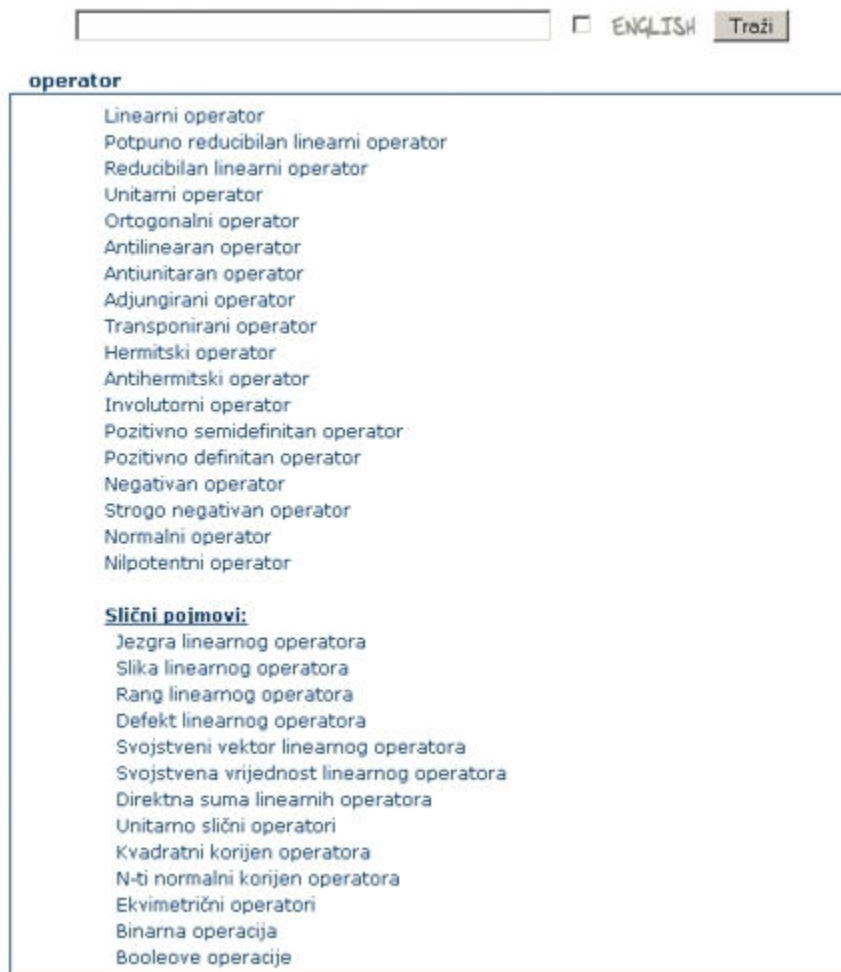 ENGLISH Traži
operator
Linearni operator
Potpuno reducibilan linearni operator
Reducibilan linearni operator
Unitarni operator
Ortogonalni operator
Antilinearan operator
Antiunitaran operator
Adjungirani operator
Transponirani operator
Hermitski operator
Antihermitski operator
Involutorni operator
Pozitivno semidefinitan operator
Pozitivno definitan operator
Negativan operator
Strogo negativan operator
Normalni operator
Nilpotentni operator
Slični pojmovi:
Jezgra linearnog operatora
Slika linearnog operatora
Rang linearnog operatora
Defekt linearnog operatora
Svojstveni vektor linearnog operatora
Svojstvena vrijednost linearnog operatora
Direktna suma linearnih operatora
Unitarno slični operatori
Kvadratni korijen operatora
N-ti normalni korijen operatora
Ekvimetrični operatori
Binarna operacija
Booleove operacije